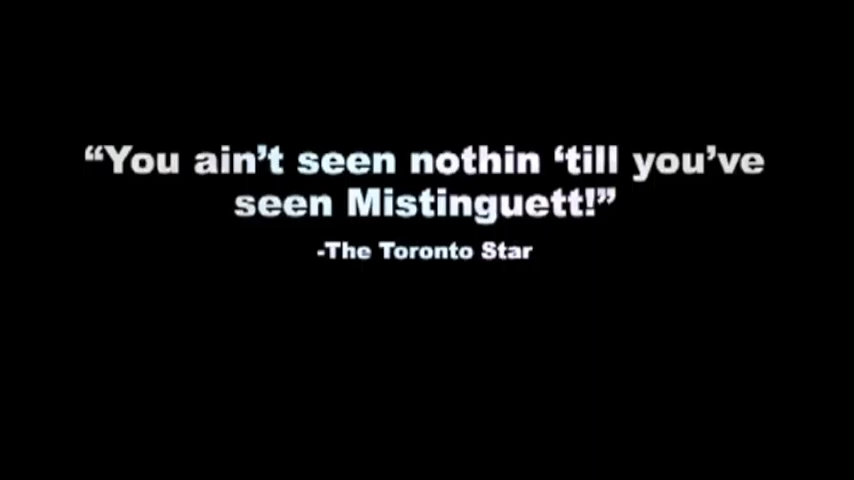 “You ain’t seen nothin ‘till you’ve
seen Mistinguett!”
-The Toronto Star